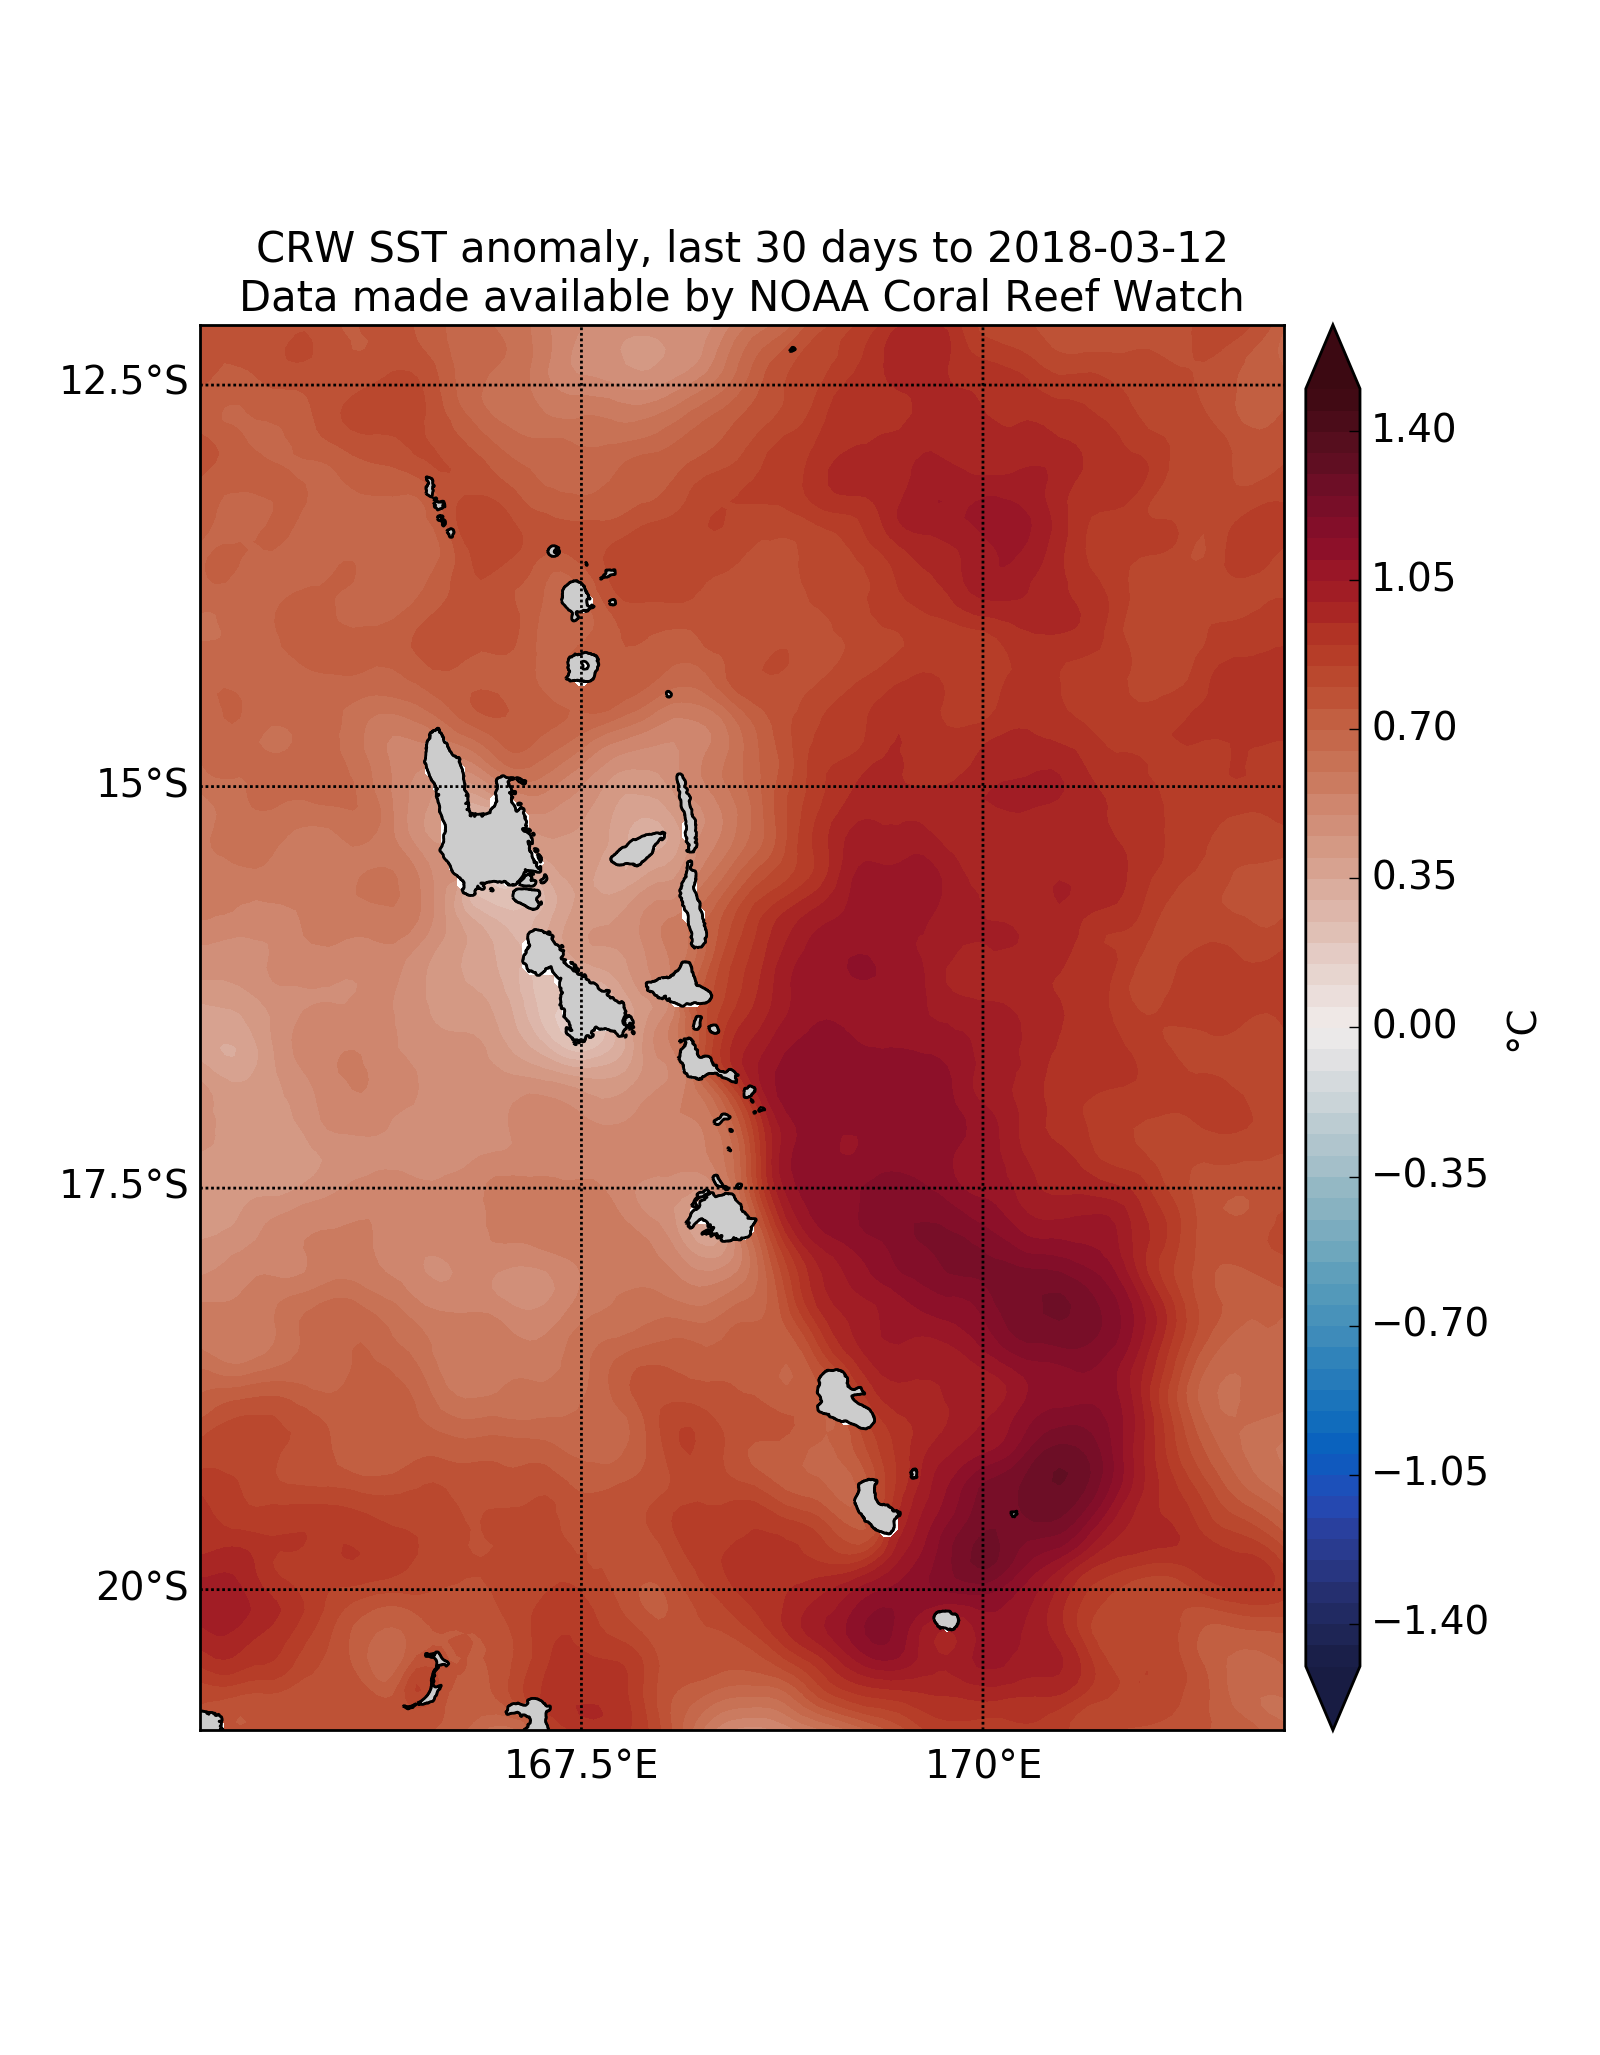 CRW SST anomaly, last 30 days to 2018-03-12
Data made available by NOAA Coral Reef Watch
12.5°S
15°S
17.5°S
20°S
167.5°E
170°E
1.40
1.05
0.70
0.35
0.00
−0.35
−0.70
−1.05
−1.40
°C